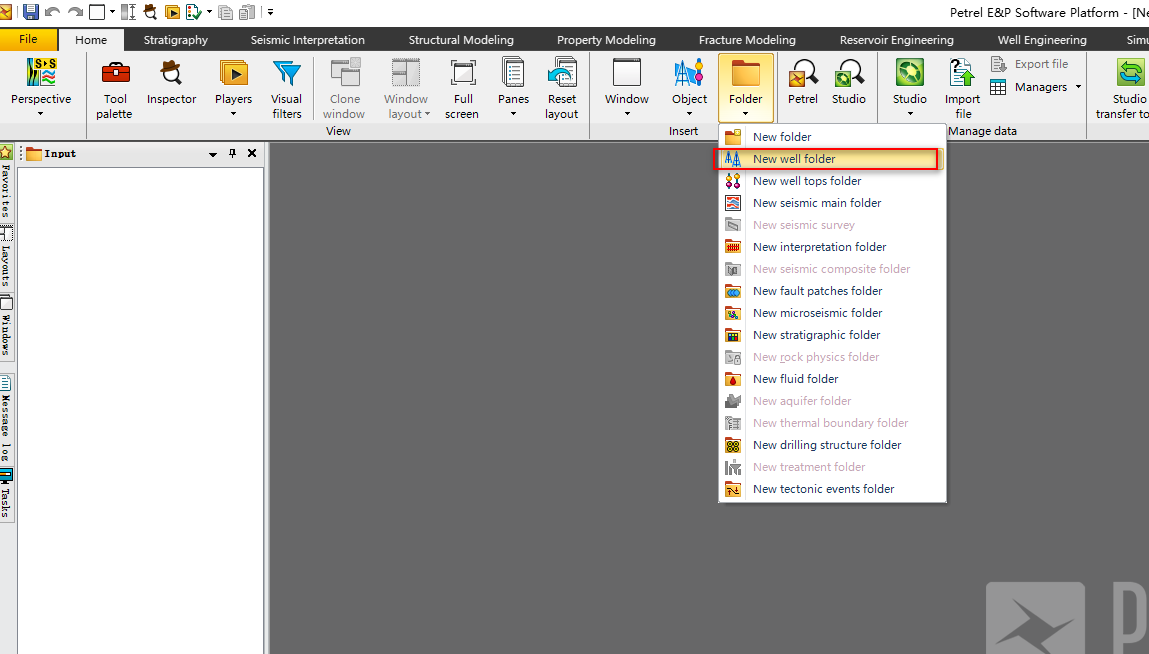 Petrel E&P Software Platform - [Ne
File
Home
Stratigraphy
Seismic Interpretation
Structural Modeling
Property Modeling
Fracture Modeling
Reservoir Engineering
Well Engineering
Simu
S S
Perspective
Tool palette
Inspector
Players
Visual filters
Clone window
Window layout
Full screen
Panes
Reset layout
Window
Object
Folder
Petrel
Studio
Studio
Import file
Export file
Managers
Studio transfer to
View
Insert
Manage data
Input
Favorites
Layouts
Windows
Message log
Tasks
New folder
New well folder
New well tops folder
New seismic main folder
New seismic survey
New interpretation folder
New seismic composite folder
New fault patches folder
New microseismic folder
New stratigraphic folder
New rock physics folder
New fluid folder
New aquifer folder
New thermal boundary folder
New drilling structure folder
New treatment folder
New tectonic events folder
P